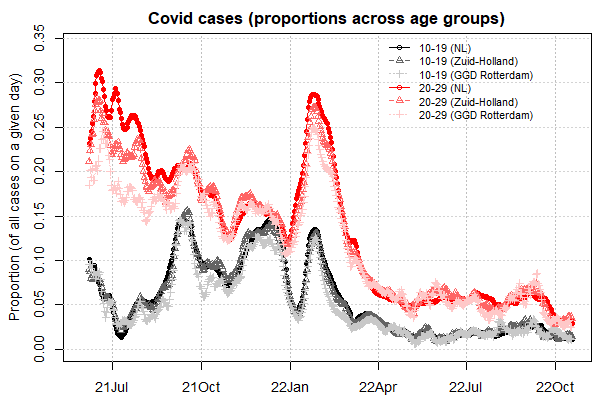 Covid cases (proportions across age groups)
Proportion (of all cases on a given day)
0.35
0.30
0.25
0.20
0.15
0.10
0.05
0.00
10-19 (NL)
10-19 (Zuid-Holland)
10-19 (GGD Rotterdam)
20-29 (NL)
20-29 (Zuid-Holland)
20-29 (GGD Rotterdam)
21Jul 21Oct 22Jan 22Apr 22Jul 22Oct